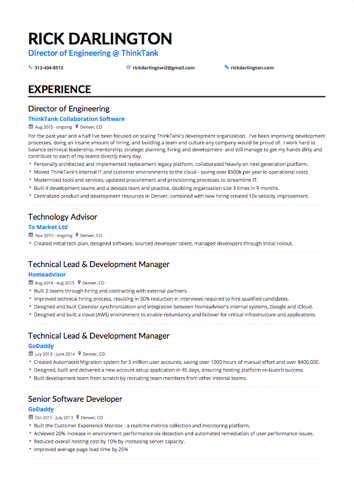 RICK DARLINGTON
Director of Engineering @ ThinkTank
312-404-8512 rickdarlington2@gmail.com rickdarlington.com
EXPERIENCE
Director of Engineering
ThinkTank Collaboration Software
Aug 2015 - ongoing Denver, CO
For the past year and a half I've been focused on scaling ThinkTank's development organization. I've been improving development
processes, doing an insane amount of hiring, and building a team and culture any company would be proud of. I work hard to
balance technical leadership, mentorship, strategic planning, hiring and development- and still manage to get my hands dirty and
contribute to each of my teams directly every day.
• Personally architected and implemented replacement legacy platform, collaborated heavily on next generation platform.
• Moved ThinkTank's internal IT and customer environments to the cloud - saving over $500k per year in operational costs.
• Modernized tools and services, updated procurement and provisioning processes to streamline IT.
• Built 4 development teams and a devops team and practice, doubling organization size 3 times in 9 months.
• Centralized product and development resources in Denver, combined with new hiring created 10x velocity improvement.
Technology Advisor
To Market Ltd
Nov 2015 - ongoing Denver, CO
• Created initial tech plan, designed software, sourced developer talent, managed developers through initial rollout.
Technical Lead & Development Manager
Homeadvisor
Aug 2014 - Aug 2015 Denver, CO
• Built 2 teams through hiring and contracting with external partners.
• Improved technical hiring process, resulting in 50% reduction in interviews required to hire qualified candidates.
• Designed and built Calendar synchronization and integration between Homeadvisor's internal systems, Google and iCloud.
• Designed and built a cloud (AWS) environment to enable redundancy and failover for critical infrastructure and applications.
Technical Lead & Development Manager
GoDaddy
July 2013 - June 2014 Denver, CO
• Created Automated Migration system for 5 million user accounts, saving over 1000 hours of manual effort and over $400,000.
• Designed, built and delivered a new account setup application in 45 days, ensuring hosting platform re-launch success.
• Built development team from scratch by recruiting team members from other internal teams.
Senior Software Developer
GoDaddy
Oct 2011 - July 2013 Denver, CO
• Built the Customer Experience Monitor - a realtime metrics collection and monitoring platform.
• Achieved 20% increase in environment performance via detection and automated remediation of user performance issues.
• Reduced overall hosting cost by 10% by increasing server capacity.
• Improved average page load time by 25%